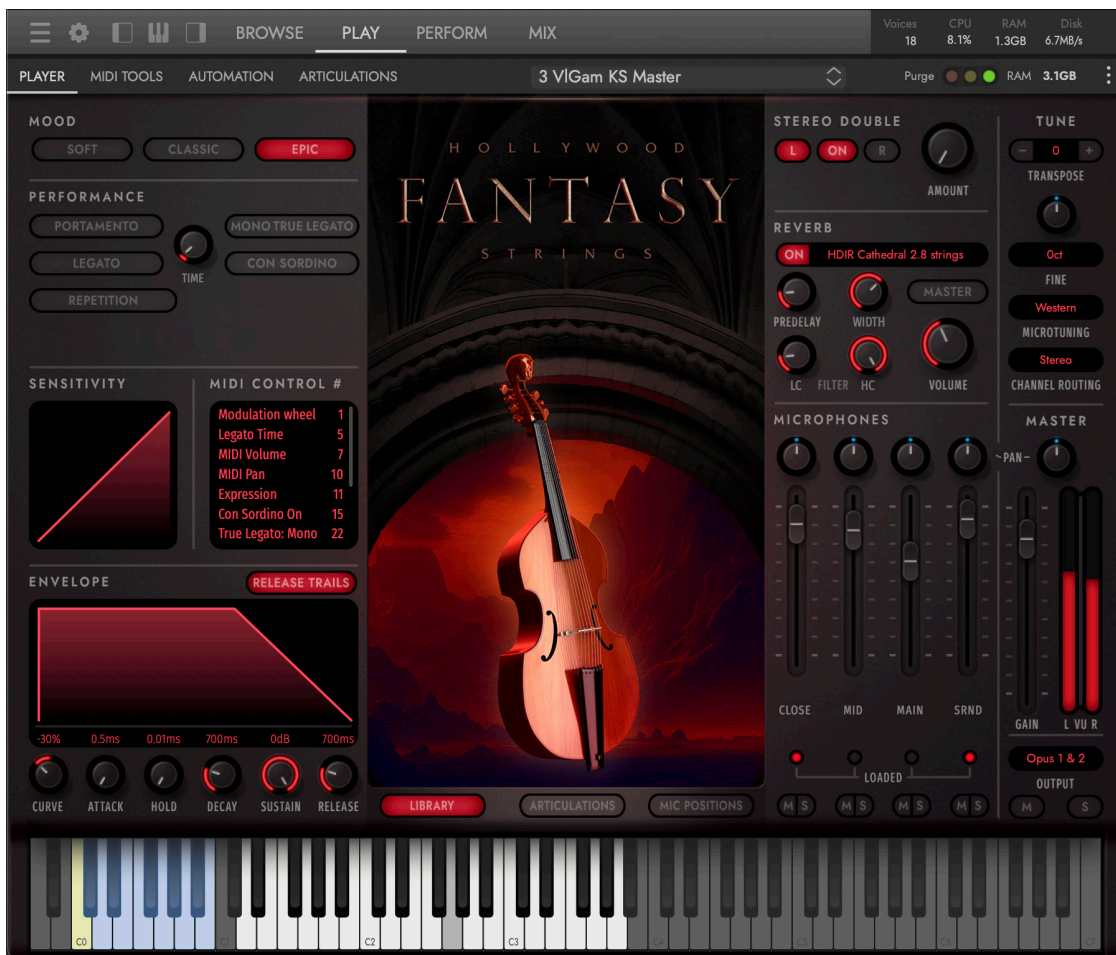 BROWSE PLAY PERFORM MIX
Voices CPU RAM Disk
18 8.1% 1.3GB 6.7MB/s
PLAYER MIDI TOOLS AUTOMATION ARTICULATIONS
3 VlGam KS Master
Purge RAM 3.1GB
MOOD
SOFT CLASSIC EPIC
PERFORMANCE
PORTAMENTO MONO TRUE LEGATO
LEGATO TIME CON SORDINO
REPETITION
SENSITIVITY
MIDI CONTROL #
Modulation wheel 1
Legato Time 5
MIDI Volume 7
MIDI Pan 10
Expression 11
Con Sordino On 15
True Legato: Mono 22
ENVELOPE RELEASE TRAILS
-30% 0.5ms 0.01ms 700ms 0dB 700ms
CURVE ATTACK HOLD DECAY SUSTAIN RELEASE
HOLLYWOOD
FANTASY
STRINGS
LIBRARY ARTICULATIONS MIC POSITIONS
STEREO DOUBLE
L ON R
AMOUNT
REVERB
ON HDIR Cathedral 2.8 strings
MASTER
PREDELAY WIDTH
LC FILTER HC VOLUME
MICROPHONES
~PAN-
CLOSE MID MAIN SRND
LOADED
M S M S M S M S
TUNE
- 0 +
TRANSPOSE
0ct
FINE
Western
MICROTUNING
Stereo
CHANNEL ROUTING
MASTER
GAIN L VU R
Opus 1 & 2
OUTPUT
M S
C0 C1 C2 C3 C4 C5 C6 C7